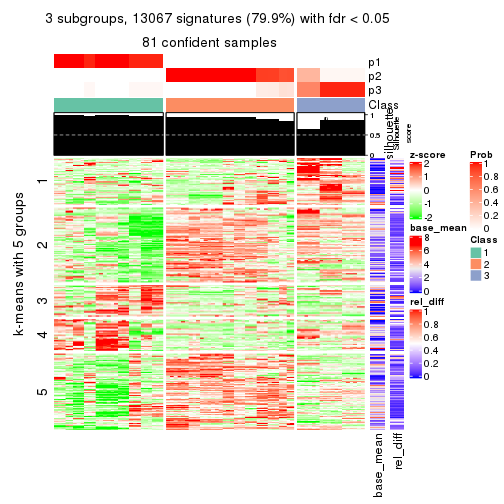 3 subgroups, 13067 signatures (79.9%) with fdr < 0.05
81 confident samples
p1
p2
p3
Class
1
0.5
0
silhouette
Silhouette
score
k-means with 5 groups
1
2
3
4
5
base_mean
rel_diff
z-score
2
1
0
-1
-2
base_mean
8
6
4
2
0
rel_diff
1
0.8
0.6
0.4
0.2
0
Prob
1
0.8
0.6
0.4
0.2
0
Class
1
2
3